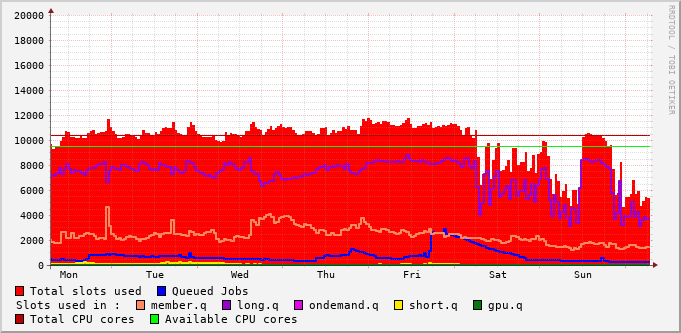 RRDTOOL / TOBI OETIKER
20000
18000
16000
14000
12000
10000
8000
6000
4000
2000
0
Mon Tue Wed Thu Fri Sat Sun
Total slots used Queued Jobs
Slots used in : member.q long.q ondemand.q short.q gpu.q
Total CPU cores Available CPU cores